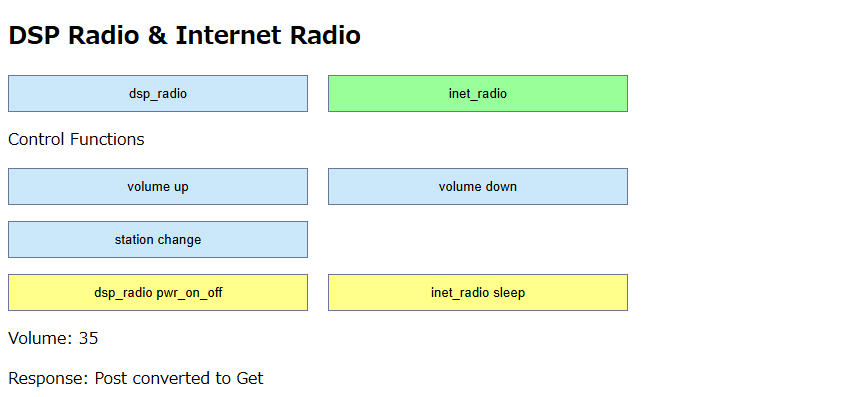 DSP Radio & Internet Radio
dsp_radio inet_radio
Control Functions
volume up volume down
station change
dsp_radio pwr_on_off inet_radio sleep
Volume: 35
Response: Post converted to Get